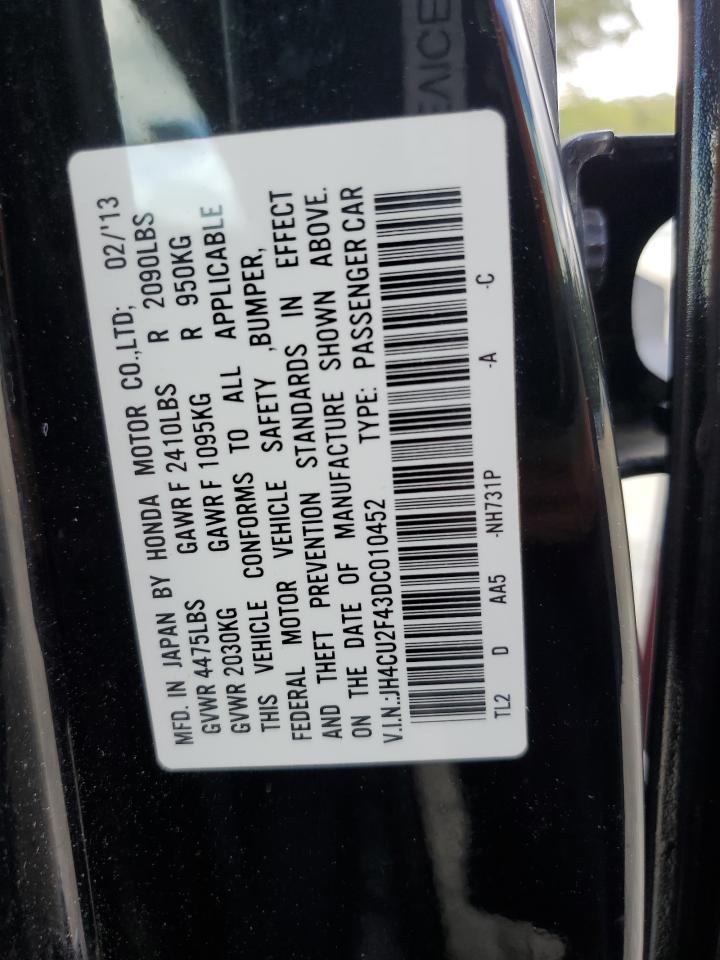 MFD. IN JAPAN BY HONDA MOTOR CO.,LTD; 02/'13
GVWR 4475LBS GAWR F 2410LBS R 2090LBS
GVWR 2030KG GAWR F 1095KG R 950KG
THIS VEHICLE CONFORMS TO ALL APPLICABLE
FEDERAL MOTOR VEHICLE SAFETY ,BUMPER,
AND THEFT PREVENTION STANDARDS IN EFFECT
ON THE DATE OF MANUFACTURE SHOWN ABOVE.
V.I.N.:JH4CU2F43DC010452 TYPE: PASSENGER CAR
TL2 D AA5 -NH731P -A -C